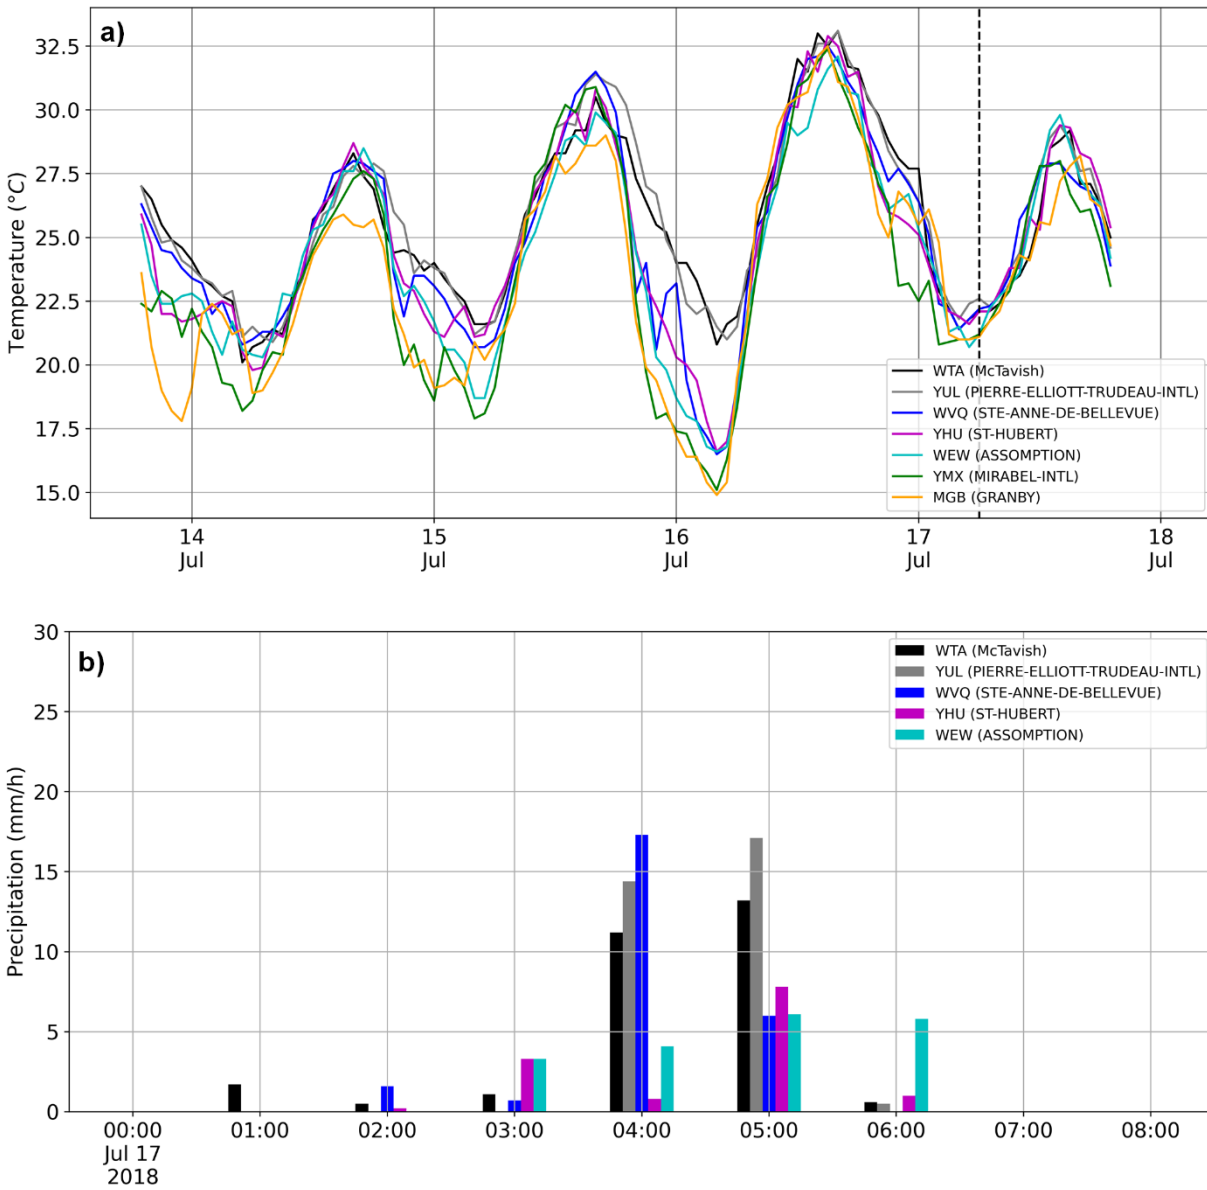 a)
Temperature (°C)
32.5
30.0
27.5
25.0
22.5
20.0
17.5
15.0
WTA (McTavish)
YUL (PIERRE-ELLIOTT-TRUDEAU-INTL)
WVQ (STE-ANNE-DE-BELLEVUE)
YHU (ST-HUBERT)
WEW (ASSOMPTION)
YMX (MIRABEL-INTL)
MGB (GRANBY)
14 15 16 17 18
Jul Jul Jul Jul Jul
b)
Precipitation (mm/h)
30
25
20
15
10
5
0
WTA (McTavish)
YUL (PIERRE-ELLIOTT-TRUDEAU-INTL)
WVQ (STE-ANNE-DE-BELLEVUE)
YHU (ST-HUBERT)
WEW (ASSOMPTION)
00:00 01:00 02:00 03:00 04:00 05:00 06:00 07:00 08:00
Jul 17
2018